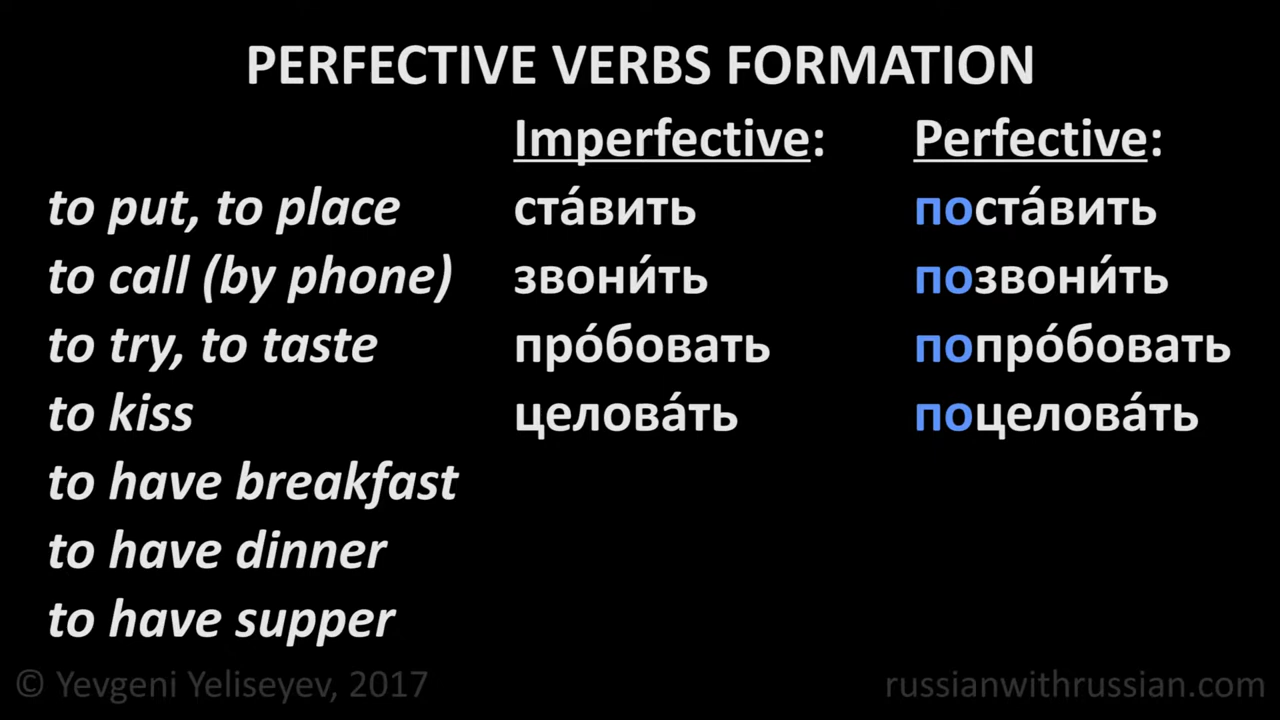 PERFECTIVE VERBS FORMATION
Imperfective: Perfective:
to put, to place ста́вить поста́вить
to call (by phone) звони́ть позвони́ть
to try, to taste про́бовать попро́бовать
to kiss целова́ть поцелова́ть
to have breakfast
to have dinner
to have supper
© Yevgeni Yeliseyev, 2017 russianwithrussian.com